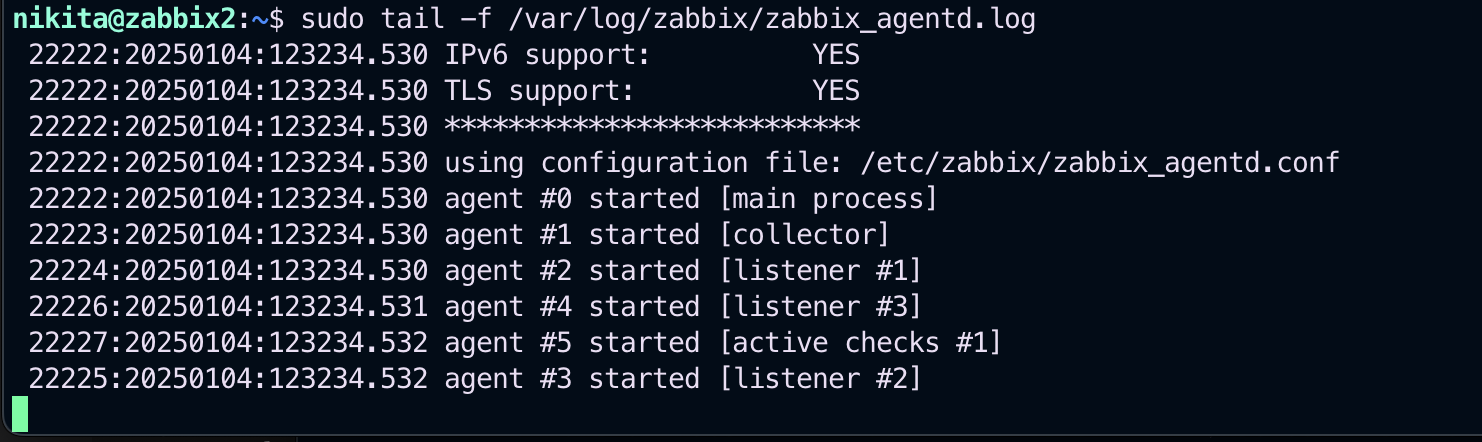 nikita@zabbix2:~$ sudo tail -f /var/log/zabbix/zabbix_agentd.log
22222:20250104:123234.530 IPv6 support:          YES
22222:20250104:123234.530 TLS support:           YES
22222:20250104:123234.530 **************************
22222:20250104:123234.530 using configuration file: /etc/zabbix/zabbix_agentd.conf
22222:20250104:123234.530 agent #0 started [main process]
22223:20250104:123234.530 agent #1 started [collector]
22224:20250104:123234.530 agent #2 started [listener #1]
22226:20250104:123234.531 agent #4 started [listener #3]
22227:20250104:123234.532 agent #5 started [active checks #1]
22225:20250104:123234.532 agent #3 started [listener #2]